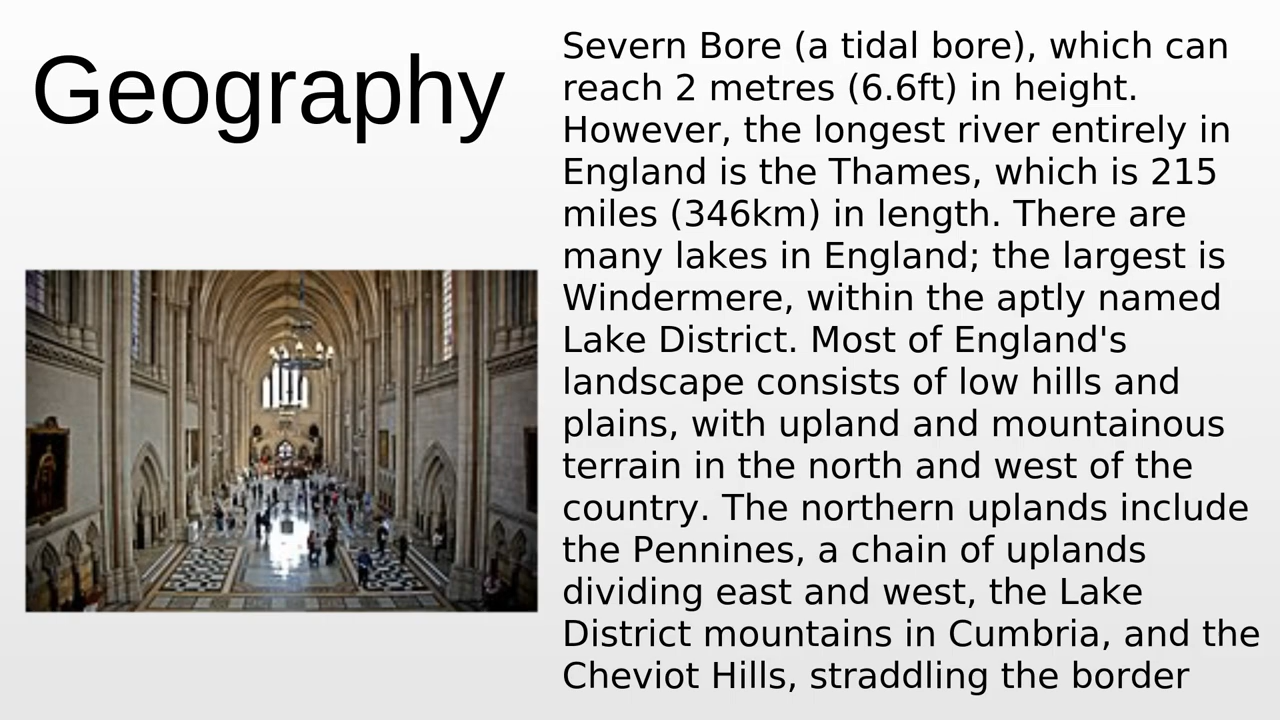 Geography
Severn Bore (a tidal bore), which can
reach 2 metres (6.6ft) in height.
However, the longest river entirely in
England is the Thames, which is 215
miles (346km) in length. There are
many lakes in England; the largest is
Windermere, within the aptly named
Lake District. Most of England's
landscape consists of low hills and
plains, with upland and mountainous
terrain in the north and west of the
country. The northern uplands include
the Pennines, a chain of uplands
dividing east and west, the Lake
District mountains in Cumbria, and the
Cheviot Hills, straddling the border